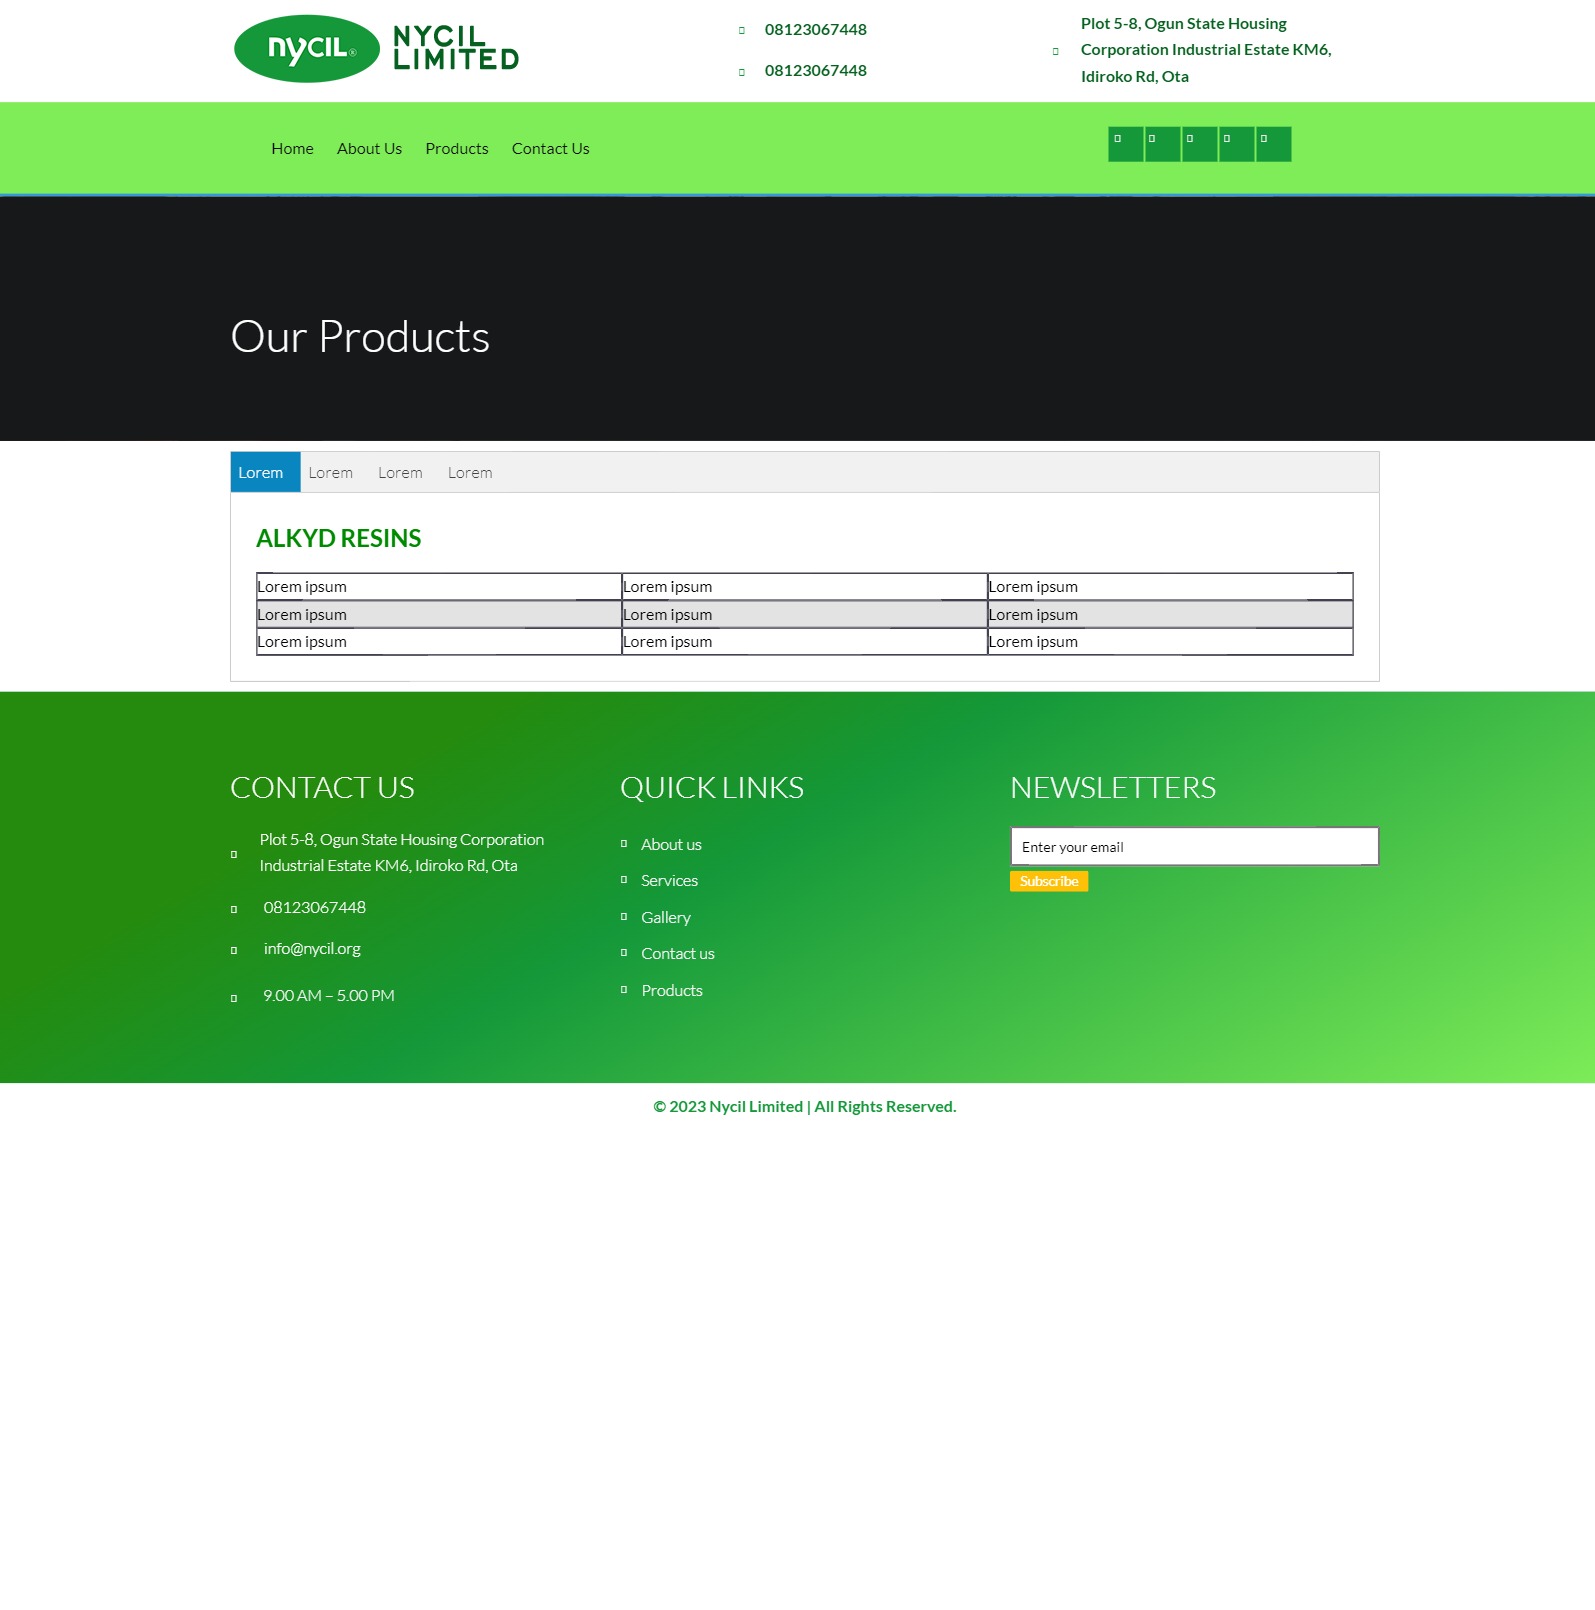 nycil®
NYCIL
LIMITED
08123067448
08123067448
Plot 5-8, Ogun State Housing
Corporation Industrial Estate KM6,
Idiroko Rd, Ota
Home About Us Products Contact Us
Our Products
Lorem Lorem Lorem Lorem
ALKYD RESINS
Lorem ipsum Lorem ipsum Lorem ipsum
Lorem ipsum Lorem ipsum Lorem ipsum
Lorem ipsum Lorem ipsum Lorem ipsum
CONTACT US
Plot 5-8, Ogun State Housing Corporation
Industrial Estate KM6, Idiroko Rd, Ota
08123067448
info@nycil.org
9.00 AM – 5.00 PM
QUICK LINKS
About us
Services
Gallery
Contact us
Products
NEWSLETTERS
Enter your email
Subscribe
© 2023 Nycil Limited | All Rights Reserved.